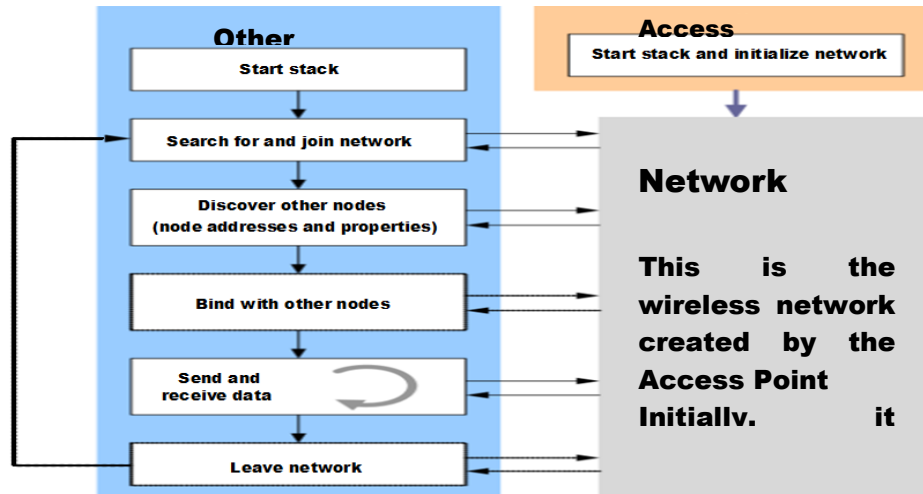 Other
Start stack
Search for and join network
Discover other nodes
(node addresses and properties)
Bind with other nodes
Send and
receive data
Leave network
Access
Start stack and initialize network
Network
This is the
wireless network
created by the
Access Point
Initially. it